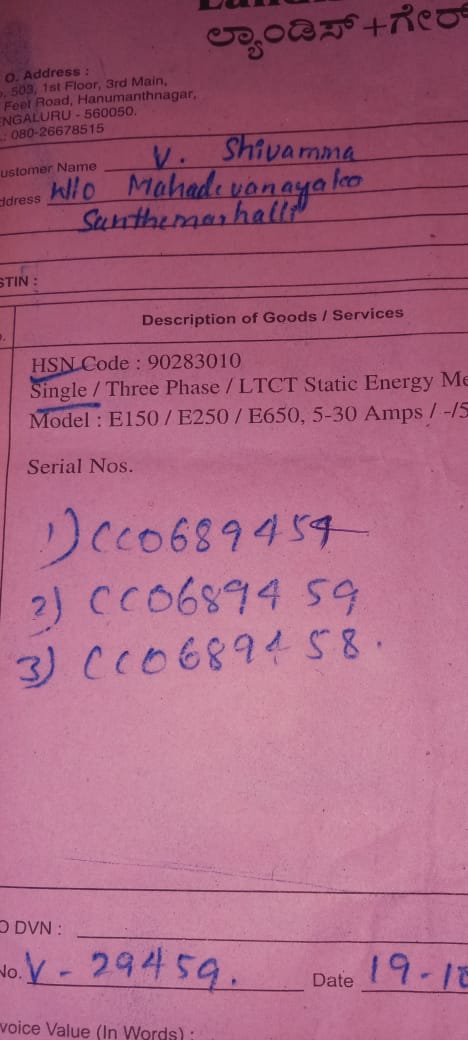 ಲ್ಯಾಂಡಿಸ್+ಗೇರ್
O. Address :
503, 1st Floor, 3rd Main,
Feet Road, Hanumanthnagar,
NGALURU - 560050.
: 080-26678515
ustomer Name V. Shivamma
ddress W/o Mahadevanayako
Santhemarhalli
STIN :
Description of Goods / Services
HSN Code : 90283010
Single / Three Phase / LTCT Static Energy Me
Model : E150 / E250 / E650, 5-30 Amps / -/5
Serial Nos.
1) CC0689457
2) CC0689459
3) CC0689458.
O DVN :
No. V - 29459. Date 19-10
voice Value (In Words) :